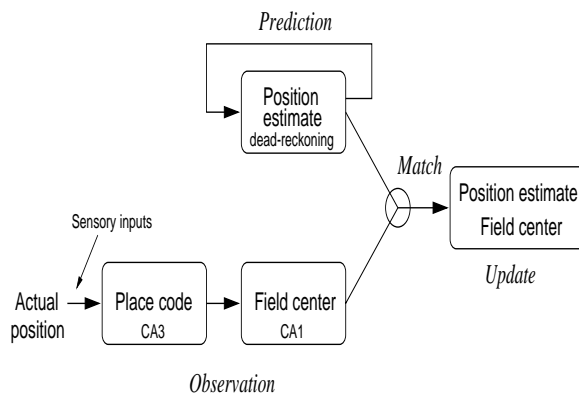 Prediction
Position
estimate
dead-reckoning
Match
Position estimate
Field center
Update
Sensory inputs
Actual
position
Place code
CA3
Field center
CA1
Observation